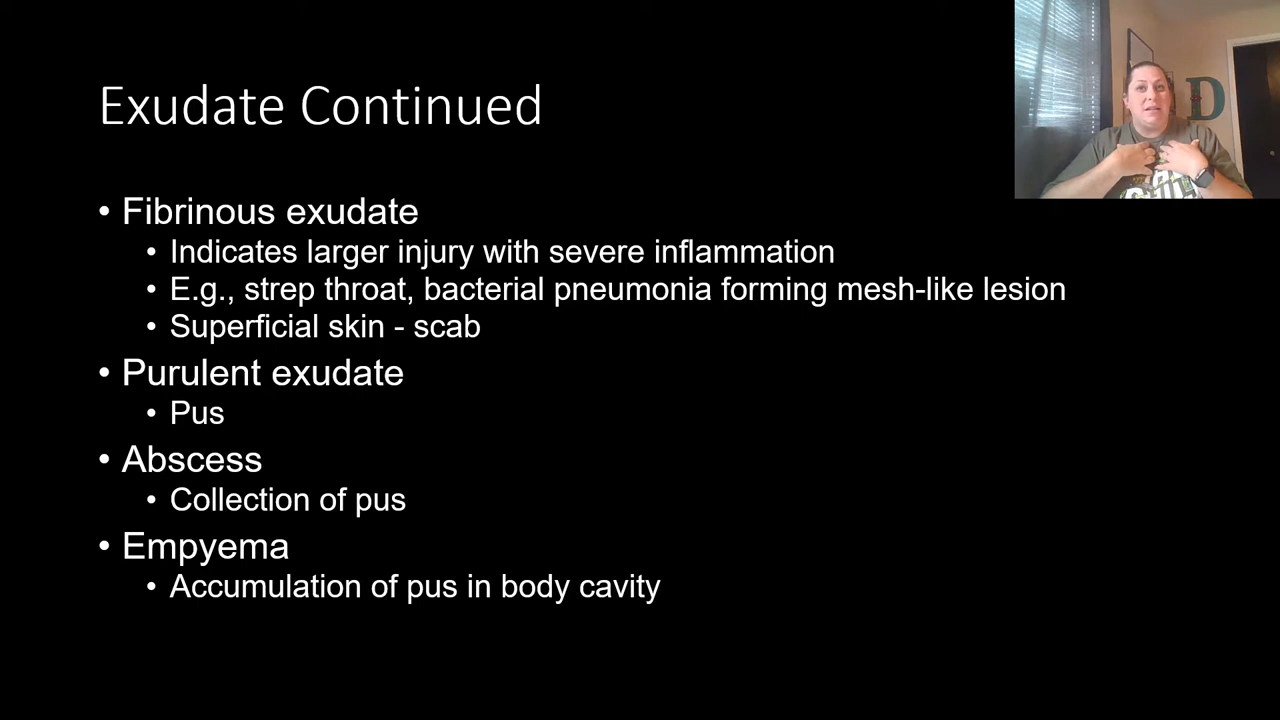 Exudate Continued
• Fibrinous exudate
• Indicates larger injury with severe inflammation
• E.g., strep throat, bacterial pneumonia forming mesh-like lesion
• Superficial skin - scab
• Purulent exudate
• Pus
• Abscess
• Collection of pus
• Empyema
• Accumulation of pus in body cavity
D